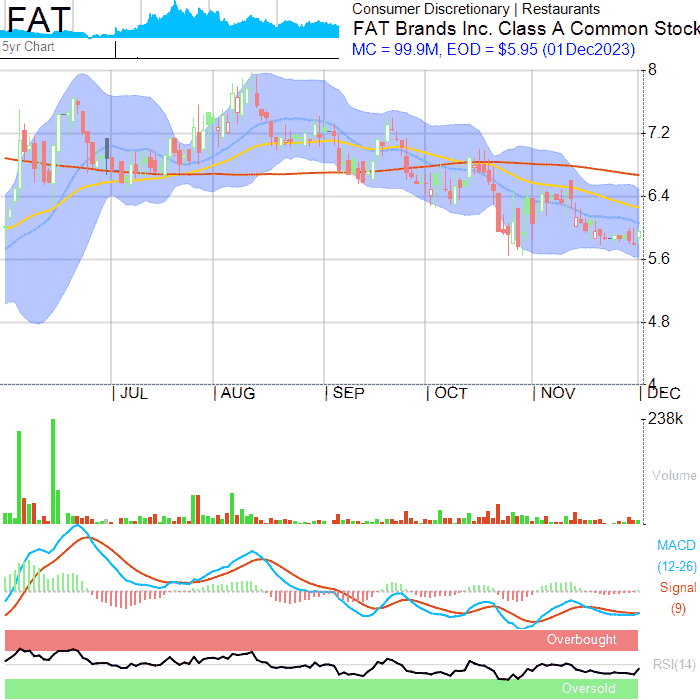 FAT
5yr Chart
Consumer Discretionary | Restaurants
FAT Brands Inc. Class A Common Stock
MC = 99.9M, EOD = $5.95 (01Dec2023)
8
7.2
6.4
5.6
4.8
4
JUL AUG SEP OCT NOV DEC
238k
Volume
MACD
(12-26)
Signal
(9)
Overbought
RSI(14)
Oversold